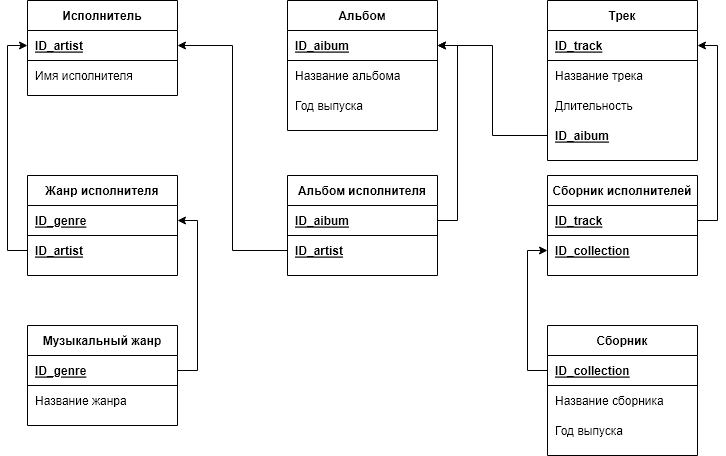 Исполнитель
ID_artist
Имя исполнителя
Альбом
ID_aibum
Название альбома
Год выпуска
Трек
ID_track
Название трека
Длительность
ID_aibum
Жанр исполнителя
ID_genre
ID_artist
Альбом исполнителя
ID_aibum
ID_artist
Сборник исполнителей
ID_track
ID_collection
Музыкальный жанр
ID_genre
Название жанра
Сборник
ID_collection
Название сборника
Год выпуска